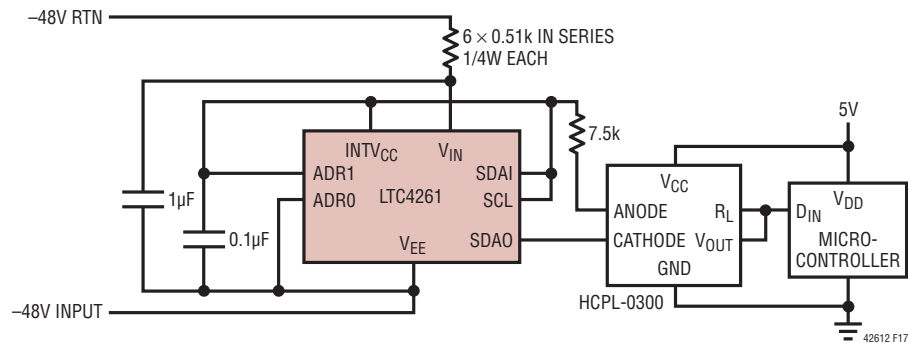 –48V RTN
6 × 0.51k IN SERIES
1/4W EACH
5V
7.5k
INTVCC
VIN
VCC
VDD
ADR1
SDAI
LTC4261
1µF
ADR0
SCL
ANODE
RL
DIN
0.1µF
SDAO
CATHODE
VOUT
MICRO-
CONTROLLER
VEE
GND
HCPL-0300
–48V INPUT
42612 F17